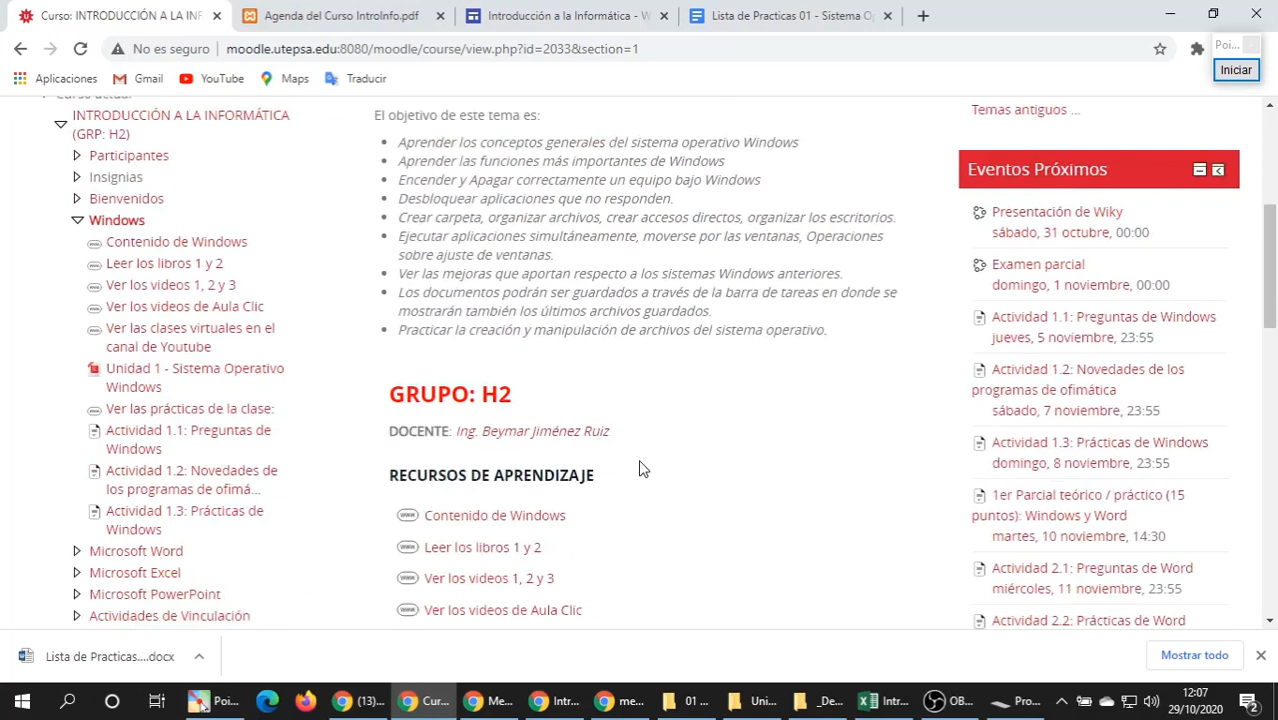 Curso: INTRODUCCIÓN A LA INF
Agenda del Curso IntroInfo.pdf
Introducción a la Informática - W
Lista de Practicas 01 - Sistema O
No es seguro
moodle.utepsa.edu:8080/moodle/course/view.php?id=2033&section=1
Poi...
Iniciar
Aplicaciones
Gmail
YouTube
Maps
Traducir
Curso actual
INTRODUCCIÓN A LA INFORMÁTICA
(GRP: H2)
Participantes
Insignias
Bienvenidos
Windows
Contenido de Windows
Leer los libros 1 y 2
Ver los videos 1, 2 y 3
Ver los videos de Aula Clic
Ver las clases virtuales en el
canal de Youtube
Unidad 1 - Sistema Operativo
Windows
Ver las prácticas de la clase:
Actividad 1.1: Preguntas de
Windows
Actividad 1.2: Novedades de
los programas de ofimá...
Actividad 1.3: Prácticas de
Windows
Microsoft Word
Microsoft Excel
Microsoft PowerPoint
Actividades de Vinculación
El objetivo de este tema es:
Aprender los conceptos generales del sistema operativo Windows
Aprender las funciones más importantes de Windows
Encender y Apagar correctamente un equipo bajo Windows
Desbloquear aplicaciones que no responden.
Crear carpeta, organizar archivos, crear accesos directos, organizar los escritorios.
Ejecutar aplicaciones simultáneamente, moverse por las ventanas, Operaciones
sobre ajuste de ventanas.
Ver las mejoras que aportan respecto a los sistemas Windows anteriores.
Los documentos podrán ser guardados a través de la barra de tareas en donde se
mostrarán también los últimos archivos guardados.
Practicar la creación y manipulación de archivos del sistema operativo.
GRUPO: H2
DOCENTE: Ing. Beymar Jiménez Ruiz
RECURSOS DE APRENDIZAJE
Contenido de Windows
Leer los libros 1 y 2
Ver los videos 1, 2 y 3
Ver los videos de Aula Clic
Temas antiguos ...
Eventos Próximos
Presentación de Wiky
sábado, 31 octubre, 00:00
Examen parcial
domingo, 1 noviembre, 00:00
Actividad 1.1: Preguntas de Windows
jueves, 5 noviembre, 23:55
Actividad 1.2: Novedades de los
programas de ofimática
sábado, 7 noviembre, 23:55
Actividad 1.3: Prácticas de Windows
domingo, 8 noviembre, 23:55
1er Parcial teórico / práctico (15
puntos): Windows y Word
martes, 10 noviembre, 14:30
Actividad 2.1: Preguntas de Word
miércoles, 11 noviembre, 23:55
Actividad 2.2: Prácticas de Word
Lista de Practicas....docx
Mostrar todo
Poi...
(13)...
Cur...
Me...
Intr...
me...
01 ...
Uni...
_De...
Intr...
OB...
Pro...
12:07
29/10/2020
2